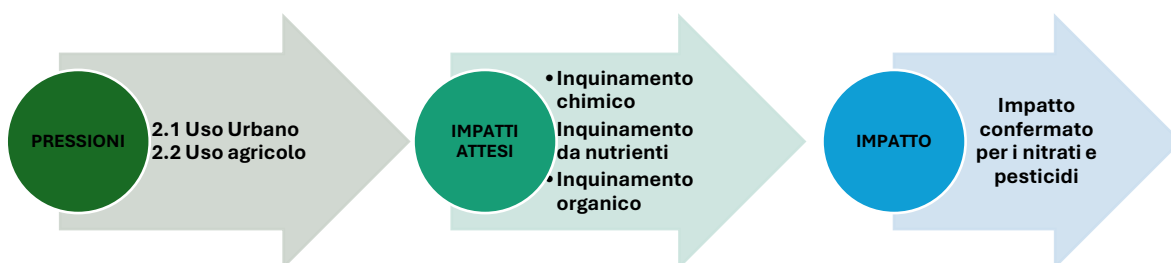 PRESSIONI
2.1 Uso Urbano
2.2 Uso agricolo
IMPATTI
ATTESI
•Inquinamento
chimico
Inquinamento
da nutrienti
•Inquinamento
organico
IMPATTO
Impatto
confermato
per i nitrati e
pesticidi